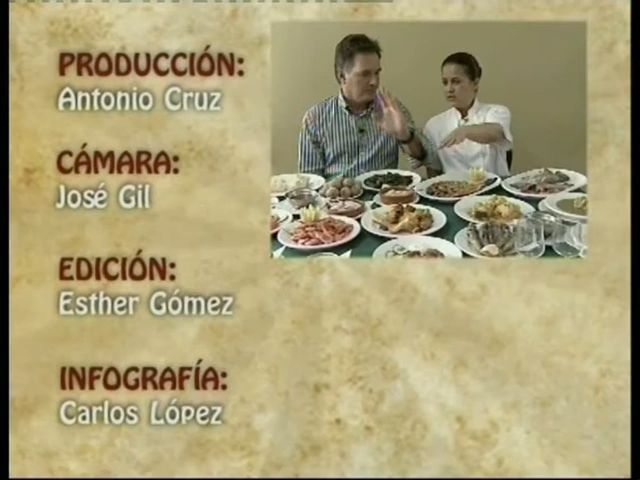 PRODUCCIÓN:
Antonio Cruz
CÁMARA:
José Gil
EDICIÓN:
Esther Gómez
INFOGRAFÍA:
Carlos López